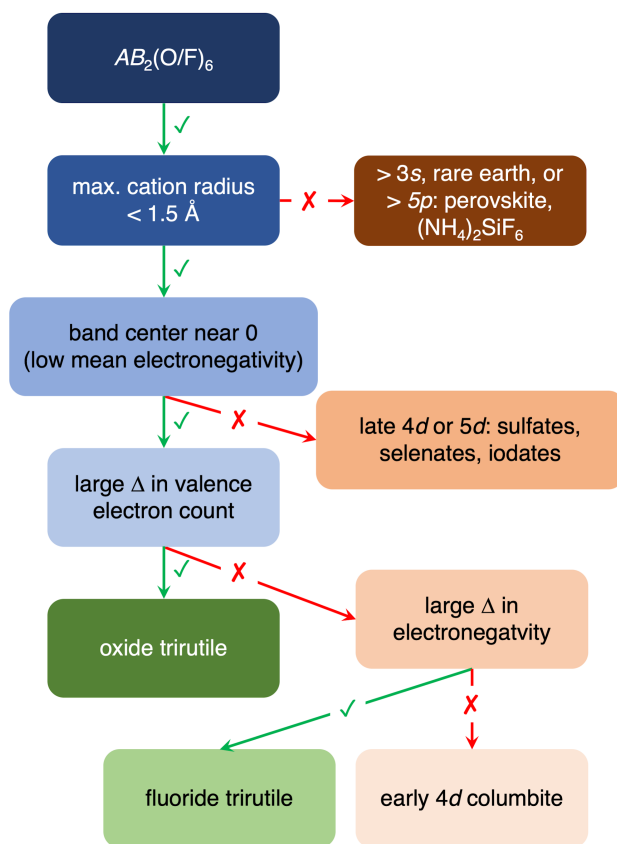 AB₂(O/F)₆
✓
max. cation radius
< 1.5 Å
✗
> 3s, rare earth, or
> 5p: perovskite,
(NH₄)₂SiF₆
✓
band center near 0
(low mean electronegativity)
✓
✗
late 4d or 5d: sulfates,
selenates, iodates
large Δ in valence
electron count
✓
✗
large Δ in
electronegatvity
oxide trirutile
✓
✗
fluoride trirutile
early 4d columbite